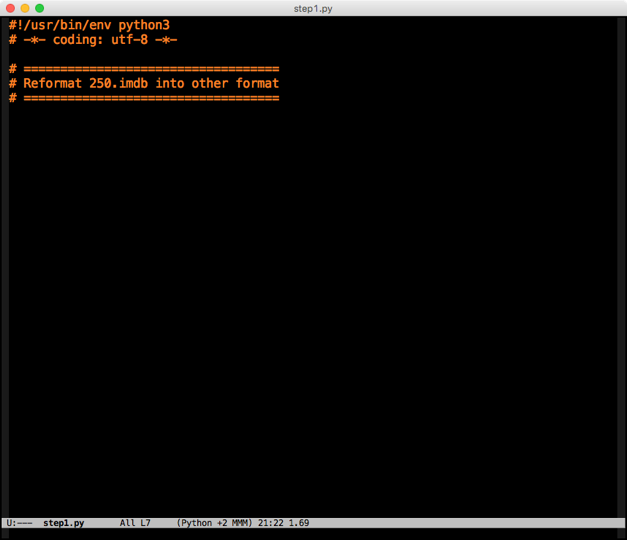 step1.py
#!/usr/bin/env python3
# -*- coding: utf-8 -*-
# ===================================
# Reformat 250.imdb into other format
# ===================================
U:--- step1.py All L7 (Python +2 MMM) 21:22 1.69